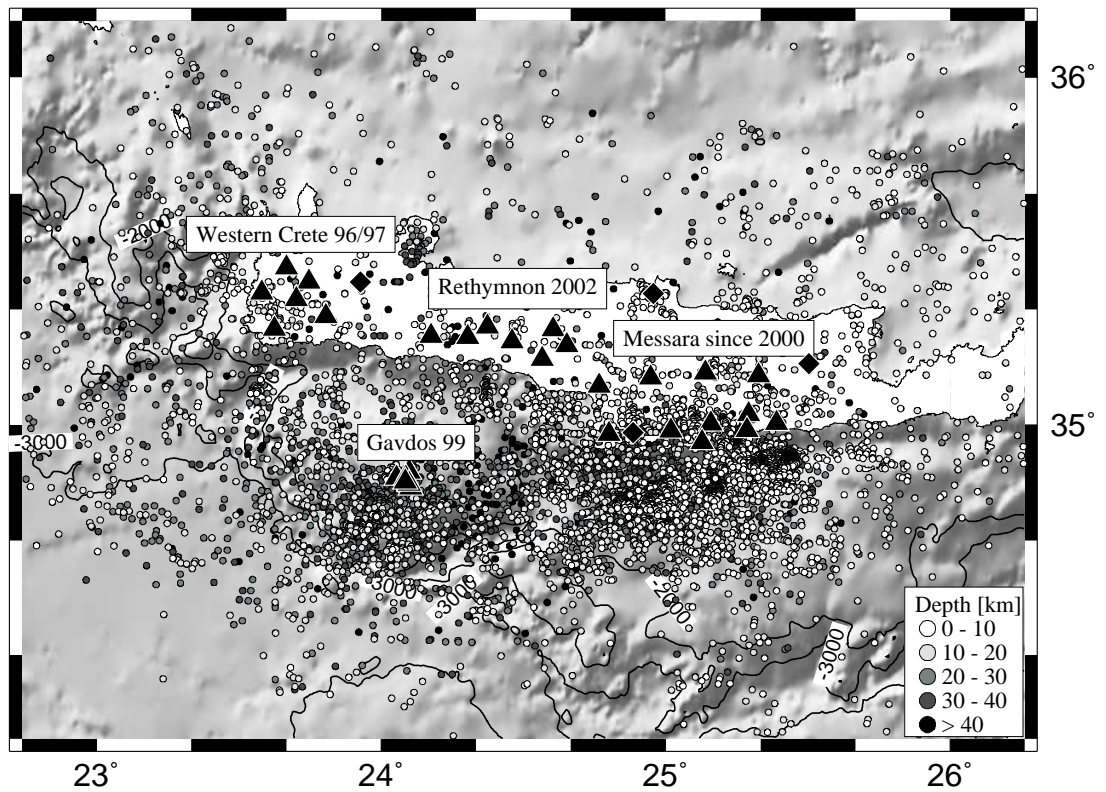 36°
-2000
Western Crete 96/97
Rethymnon 2002
Messara since 2000
-3000
35°
Gavdos 99
3000
-3000
-2000
-3000
Depth [km]
0 - 10
10 - 20
20 - 30
30 - 40
> 40
23°
24°
25°
26°